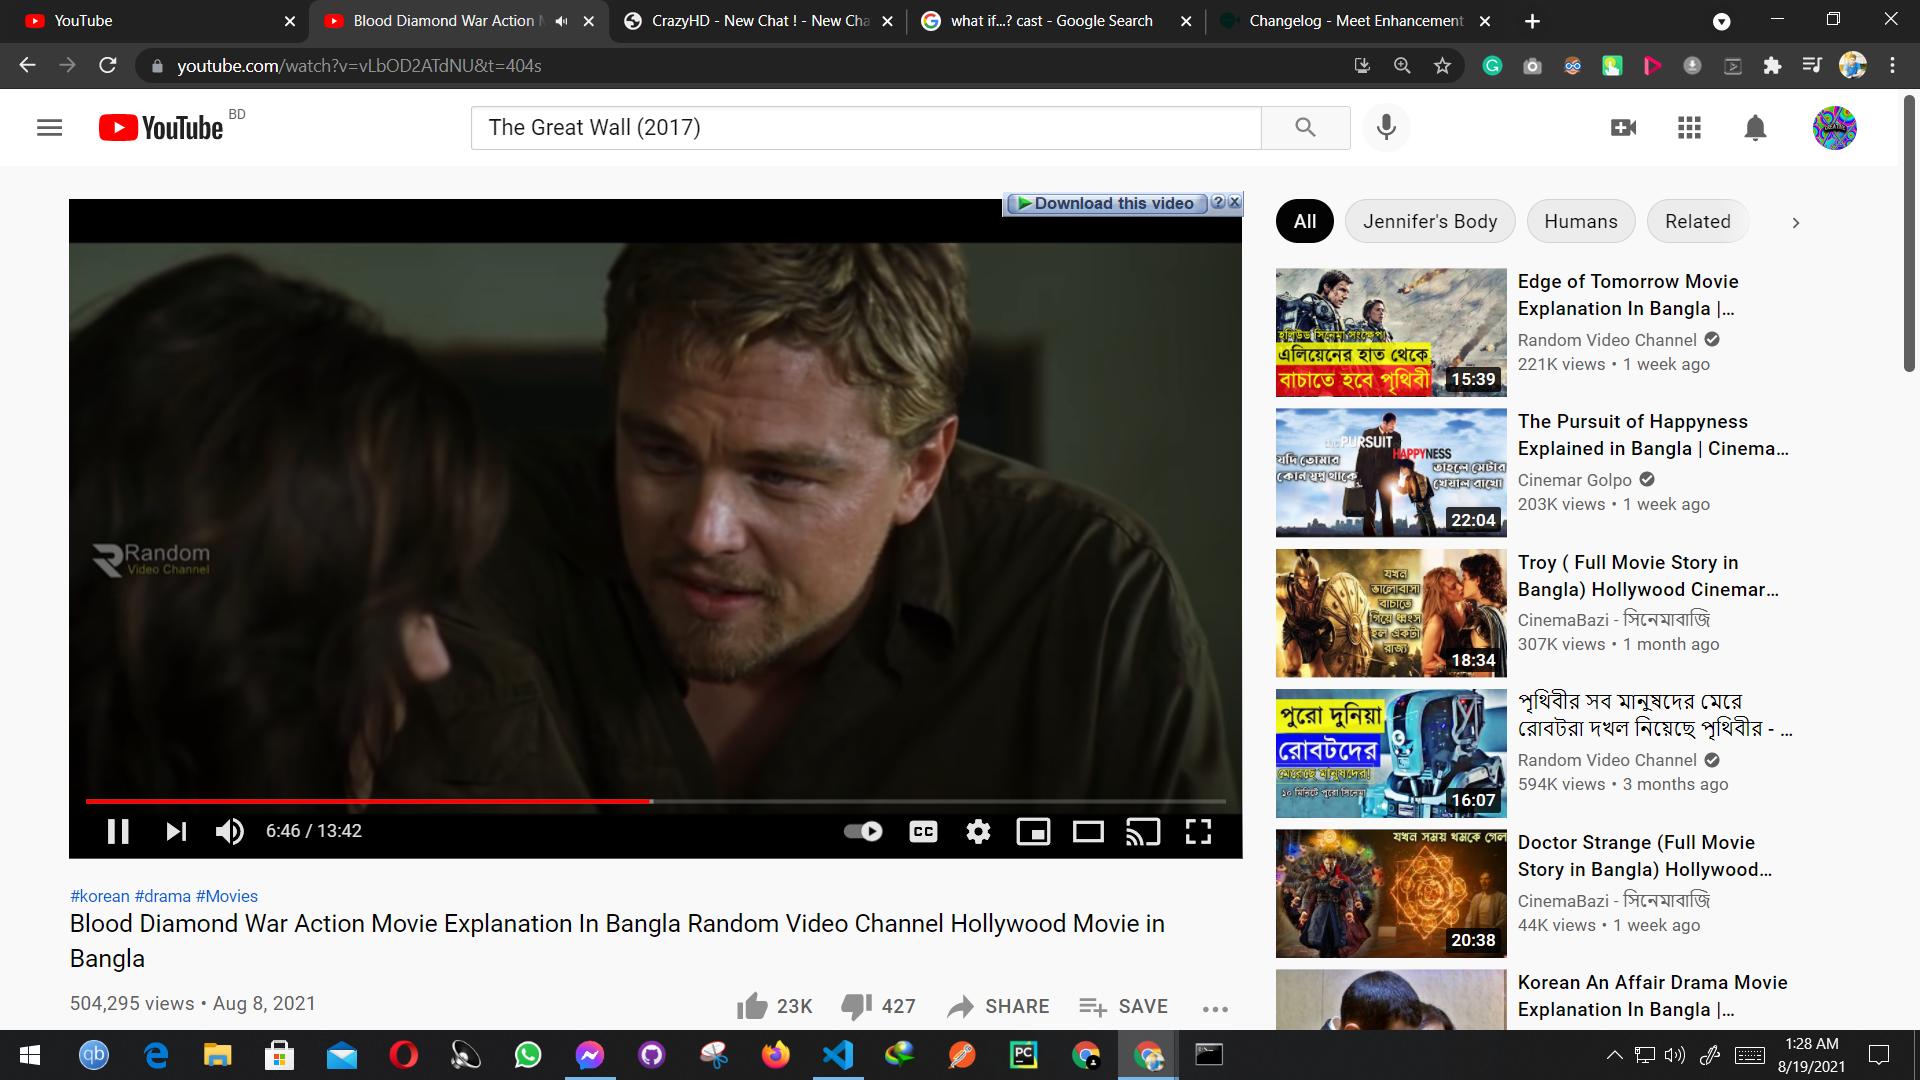 YouTube
Blood Diamond War Action M
CrazyHD - New Chat ! - New Cha
what if...? cast - Google Search
Changelog - Meet Enhancement
youtube.com/watch?v=vLbOD2ATdNU&t=404s
YouTube BD
The Great Wall (2017)
Download this video
All
Jennifer's Body
Humans
Related
Random
Video Channel
6:46 / 13:42
CC
#korean #drama #Movies
Blood Diamond War Action Movie Explanation In Bangla Random Video Channel Hollywood Movie in
Bangla
504,295 views • Aug 8, 2021
23K
427
SHARE
SAVE
হলিউড সিনেমা সংক্ষেপ!
এলিয়েনের হাত থেকে
বাচাতে হবে পৃথিবী
15:39
Edge of Tomorrow Movie
Explanation In Bangla |...
Random Video Channel
221K views • 1 week ago
PURSUIT
HAPPYNESS
যদি তোমার
কোন স্বপ্ন থাকে
তাহলে সেটার
খেয়াল রাখো
22:04
The Pursuit of Happyness
Explained in Bangla | Cinema...
Cinemar Golpo
203K views • 1 week ago
যখন
ভালোবাসা
বাচাতে
গিয়ে ধ্বংস
হল একটা
রাজ্য
18:34
Troy ( Full Movie Story in
Bangla) Hollywood Cinemar...
CinemaBazi - সিনেমাবাজি
307K views • 1 month ago
পুরো দুনিয়া
রোবটদের
মেরেছে মানুষদের!
১০ মিনিটে পুরো সিনেমা
16:07
পৃথিবীর সব মানুষদের মেরে
রোবটরা দখল নিয়েছে পৃথিবীর - ...
Random Video Channel
594K views • 3 months ago
যখন সময় থমকে গেল
20:38
Doctor Strange (Full Movie
Story in Bangla) Hollywood...
CinemaBazi - সিনেমাবাজি
44K views • 1 week ago
Korean An Affair Drama Movie
Explanation In Bangla |...
qb
PC
1:28 AM
8/19/2021